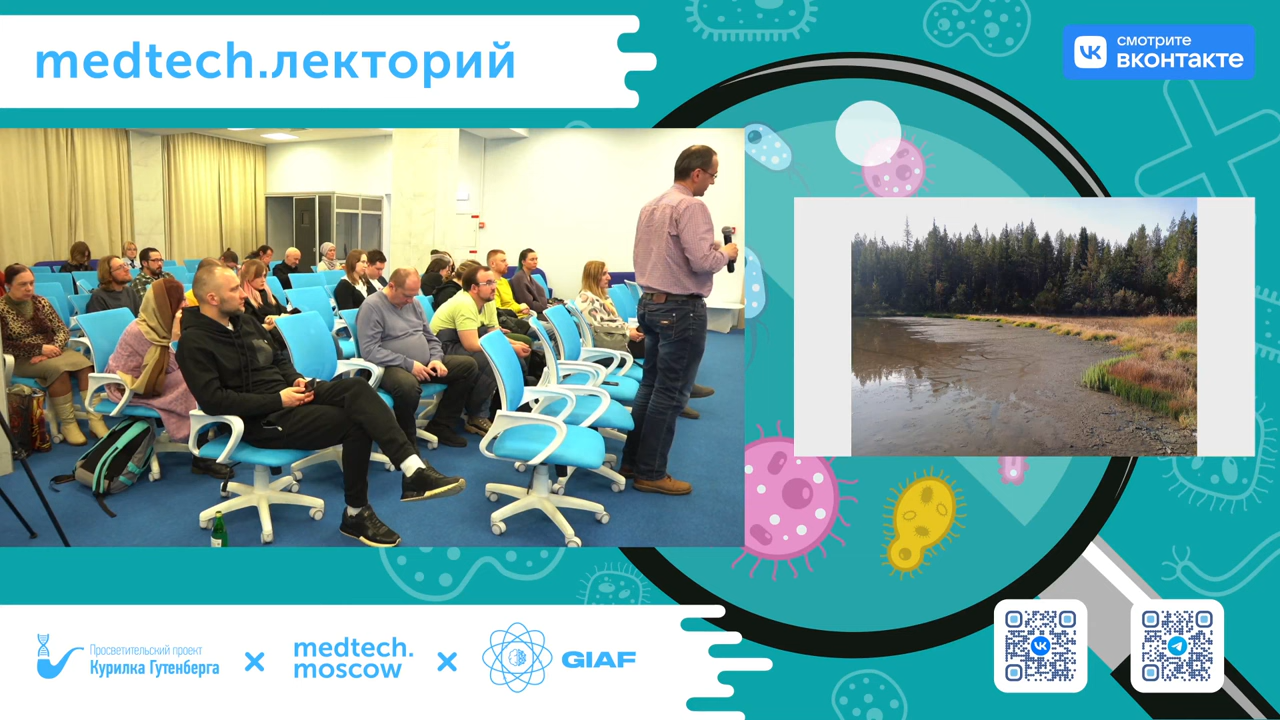 medtech.лекторий
смотрите
вконтакте
Просветительский проект
Курилка Гутенберга
medtech.
moscow
GIAF